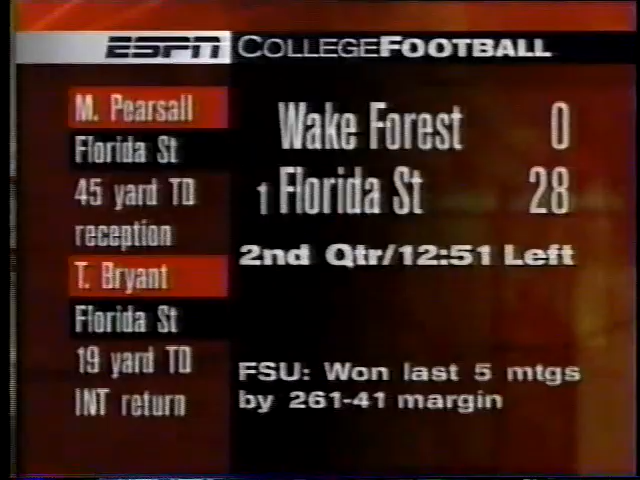 ESPN COLLEGEFOOTBALL
M. Pearsall
Florida St
45 yard TD
reception
T. Bryant
Florida St
19 yard TD
INT return
Wake Forest 0
1 Florida St 28
2nd Qtr/12:51 Left
FSU: Won last 5 mtgs
by 261-41 margin